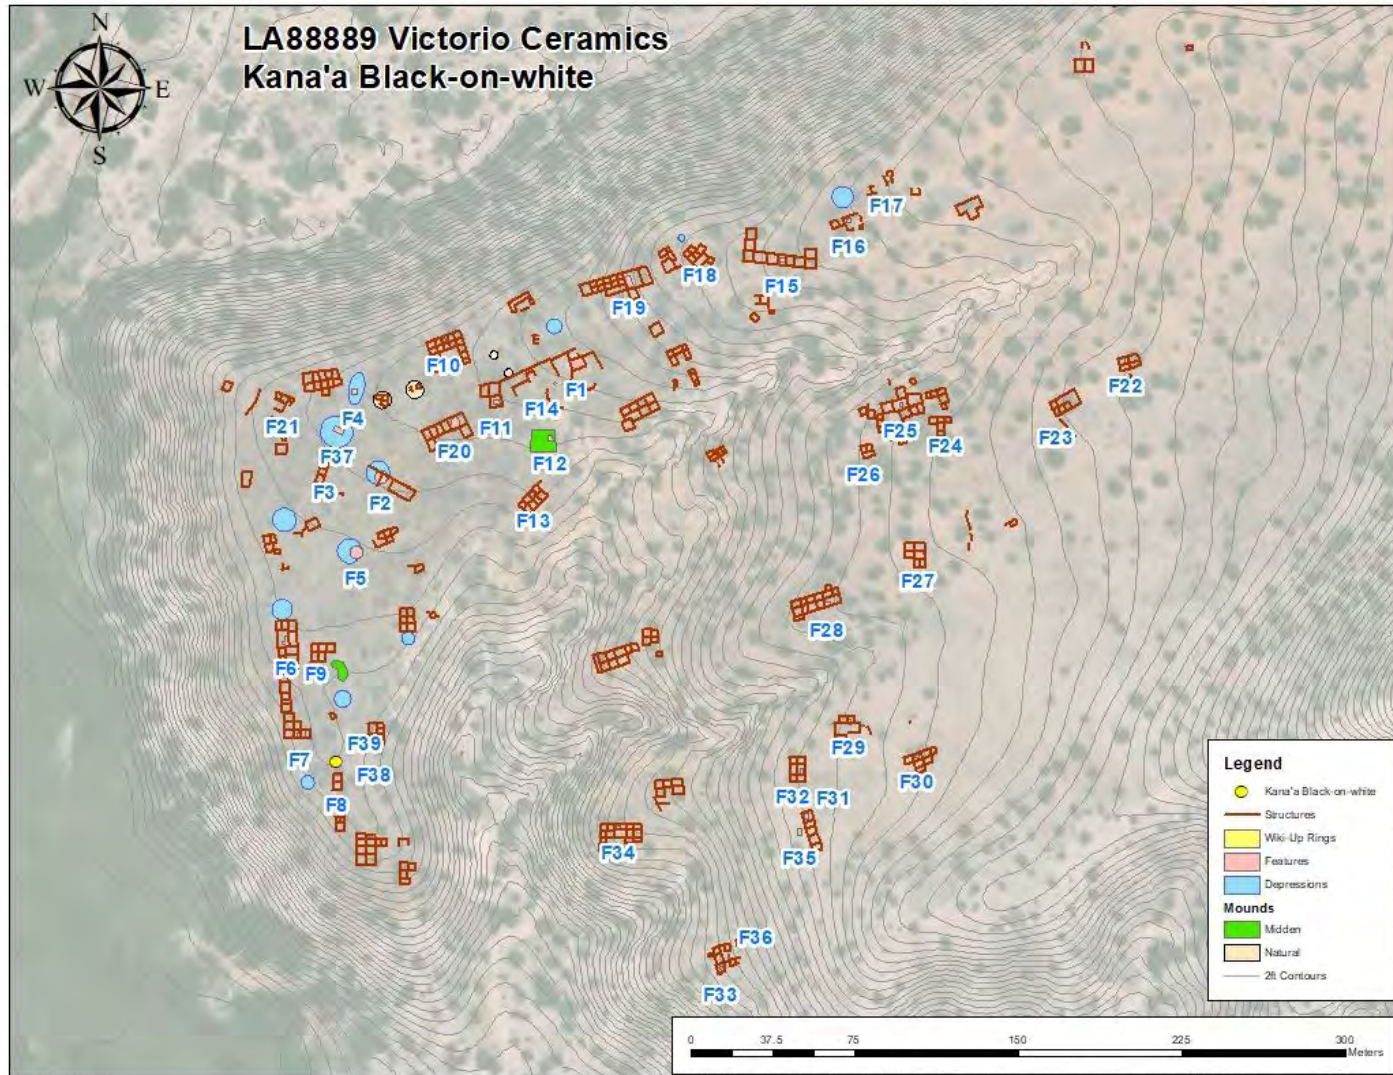 LA88889 Victorio Ceramics
Kana'a Black-on-white
N
W
E
S
F17
F16
F18
F15
F19
F10
F1
F22
F4
F14
F11
F21
F25
F24
F23
F20
F12
F37
F26
F3
F2
F13
F5
F27
F28
F6
F9
F39
F29
F7
F38
F30
F32
F31
F8
F34
F35
F36
F33
Legend
Kana'a Black-on-white
Structures
Wiki-Up Rings
Features
Depressions
Mounds
Midden
Natural
2ft Contours
0
37.5
75
150
225
300
Meters